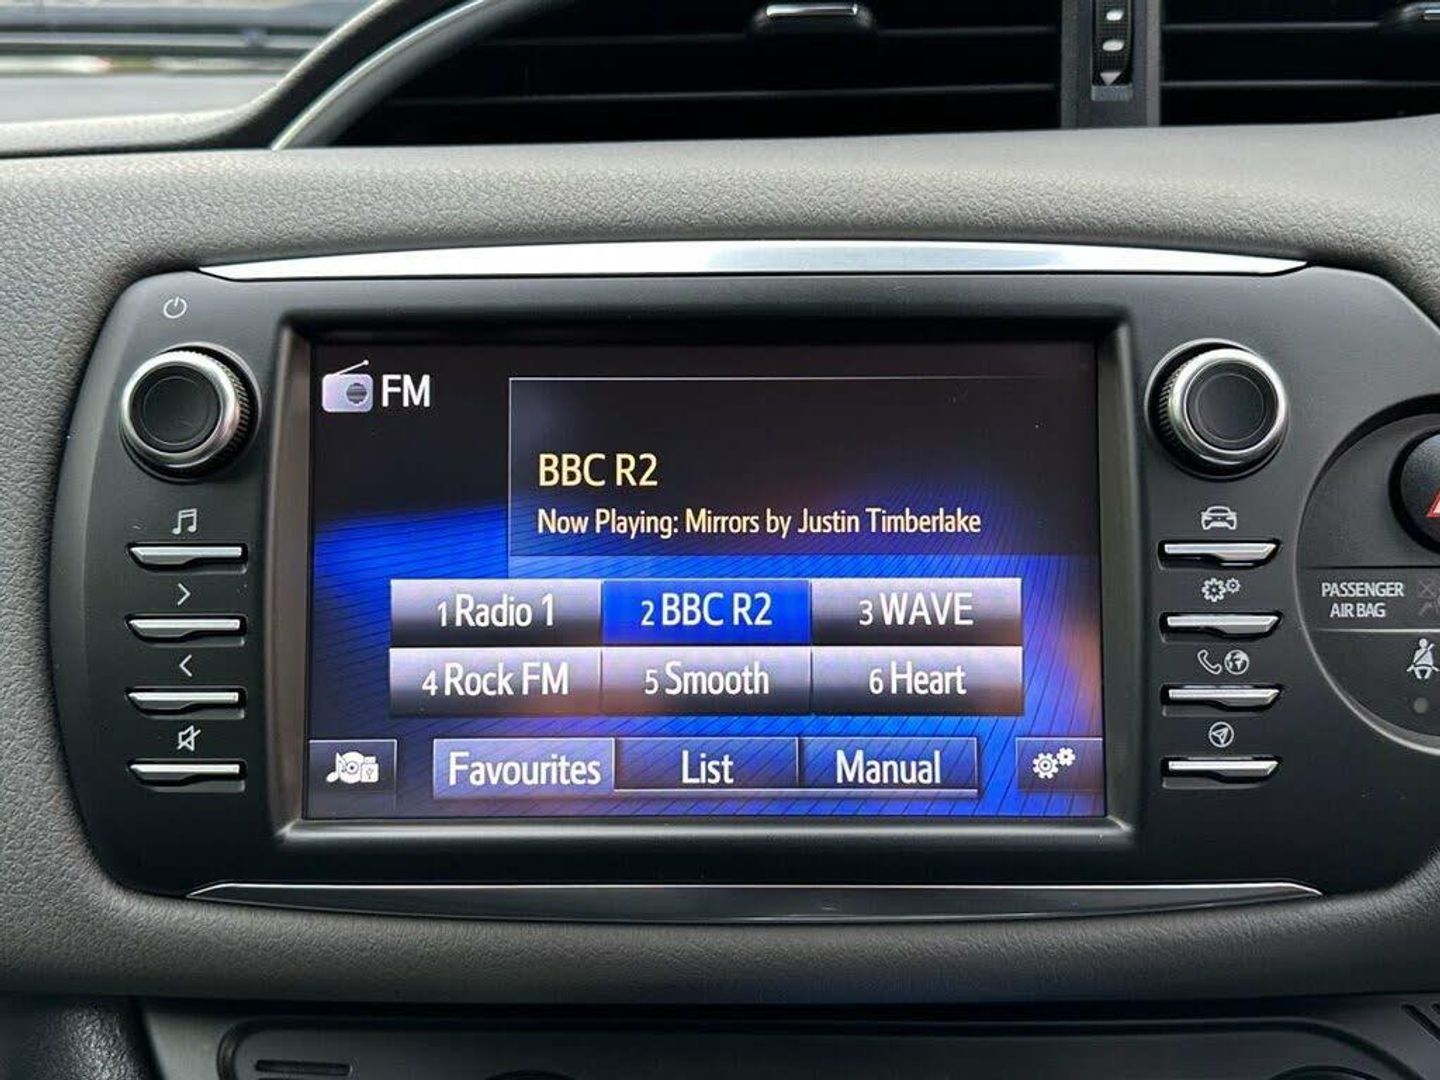 FM
BBC R2
Now Playing: Mirrors by Justin Timberlake
1 Radio 1
2 BBC R2
3 WAVE
4 Rock FM
5 Smooth
6 Heart
Favourites
List
Manual
PASSENGER
AIR BAG